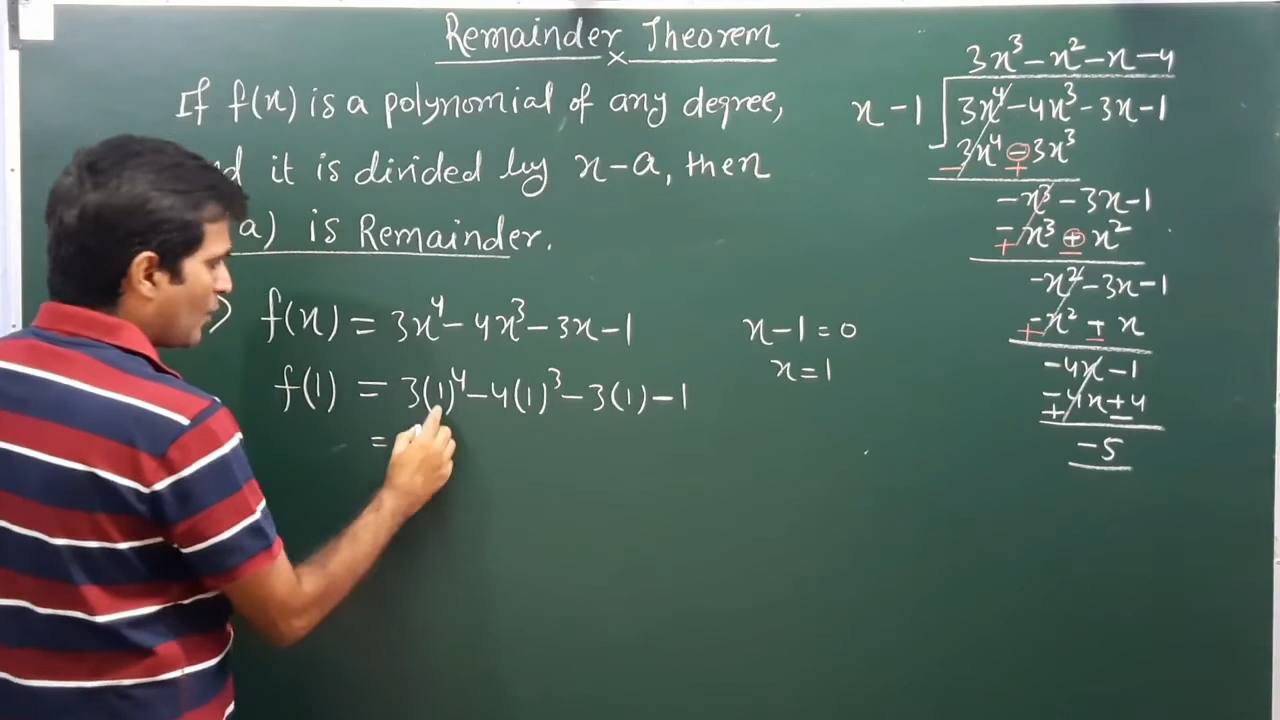 Remainder Theorem
If f(x) is a polynomial of any degree,
it is divided by x-a, then
a) is Remainder.
f(x) = 3x⁴ - 4x³ - 3x - 1
f(1) = 3(1)⁴ - 4(1)³ - 3(1) - 1
=
x - 1 = 0
x = 1
3x³ - x² - x - 4
x - 1 3x⁴ - 4x³ - 3x - 1
3x⁴ - 3x³
- +
-x³ - 3x - 1
-x³ + x²
+ -
-x² - 3x - 1
-x² + x
+ -
-4x - 1
-4x + 4
+ -
-5